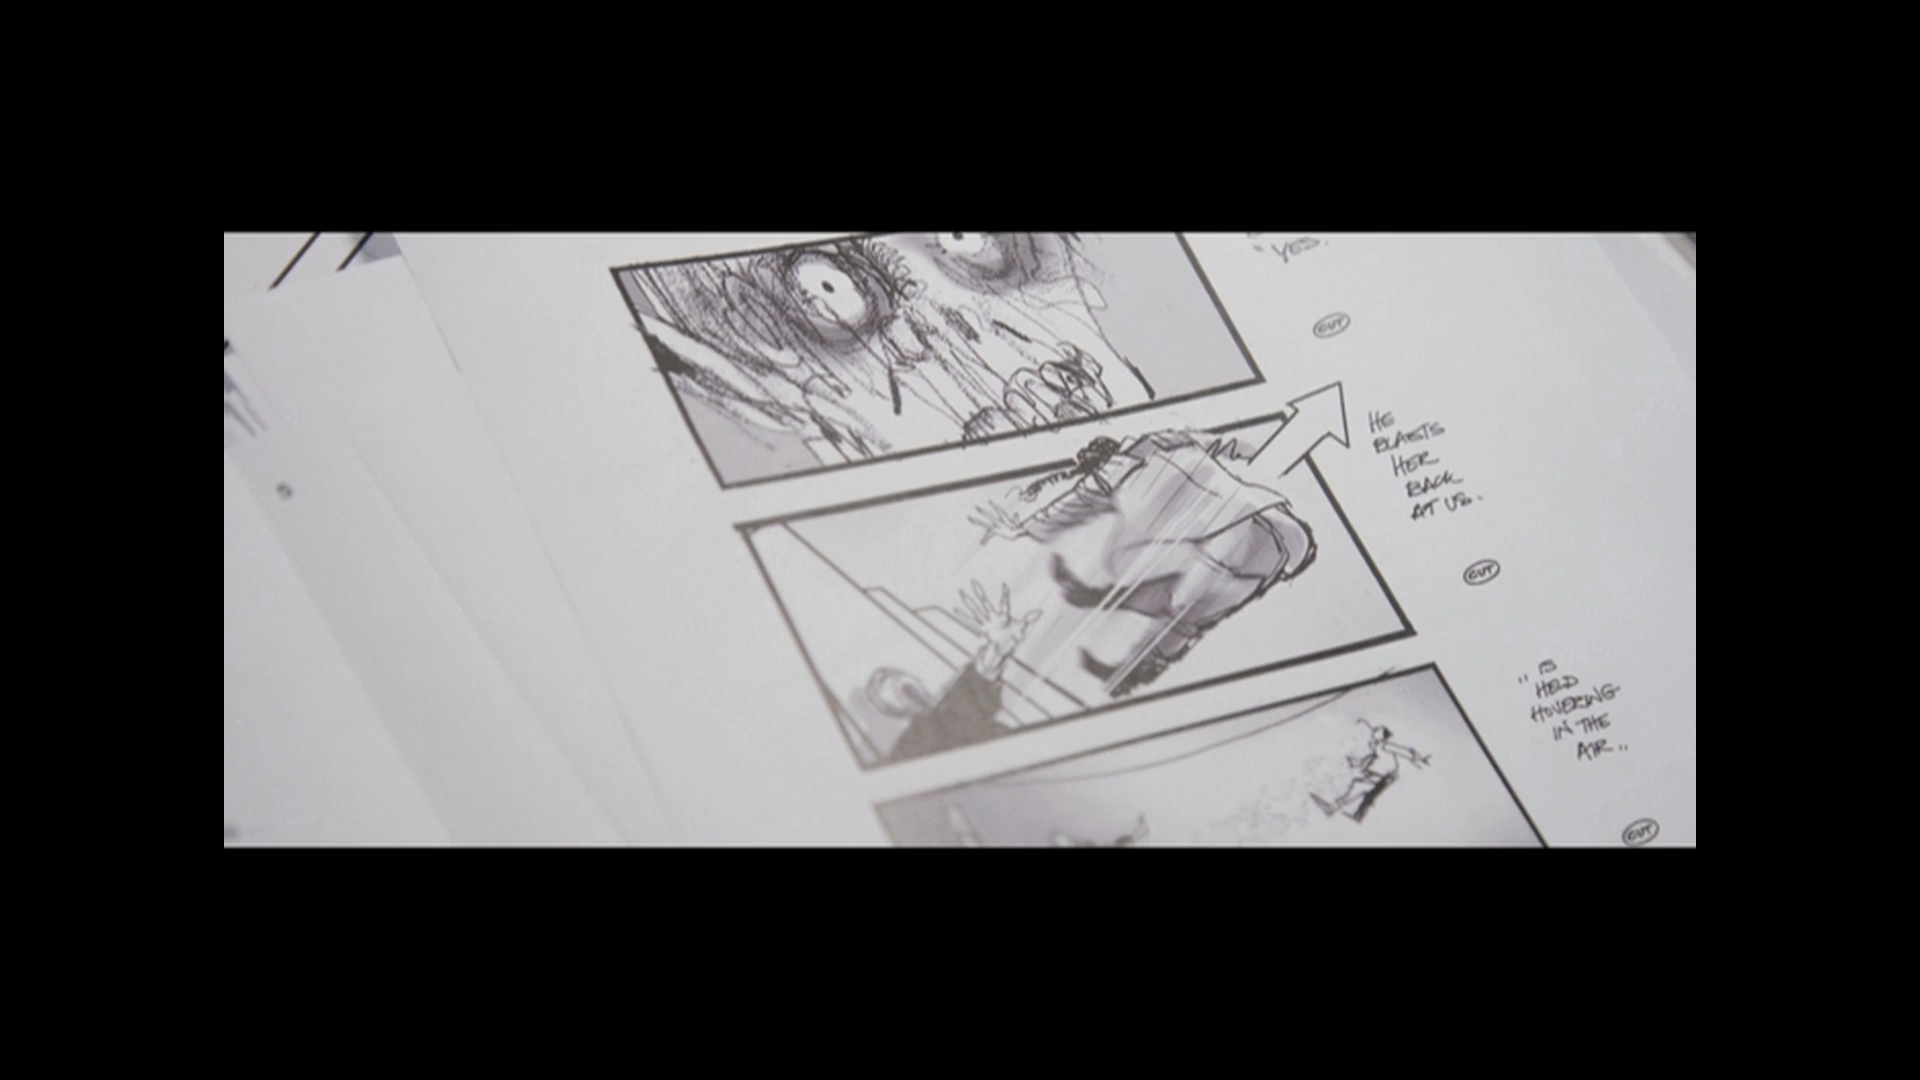 "YES.
CUT
HE
BLASTS
HER
BACK
AT US.
CUT
"IS
HELD
HOVERING
IN THE
AIR..
CUT
S